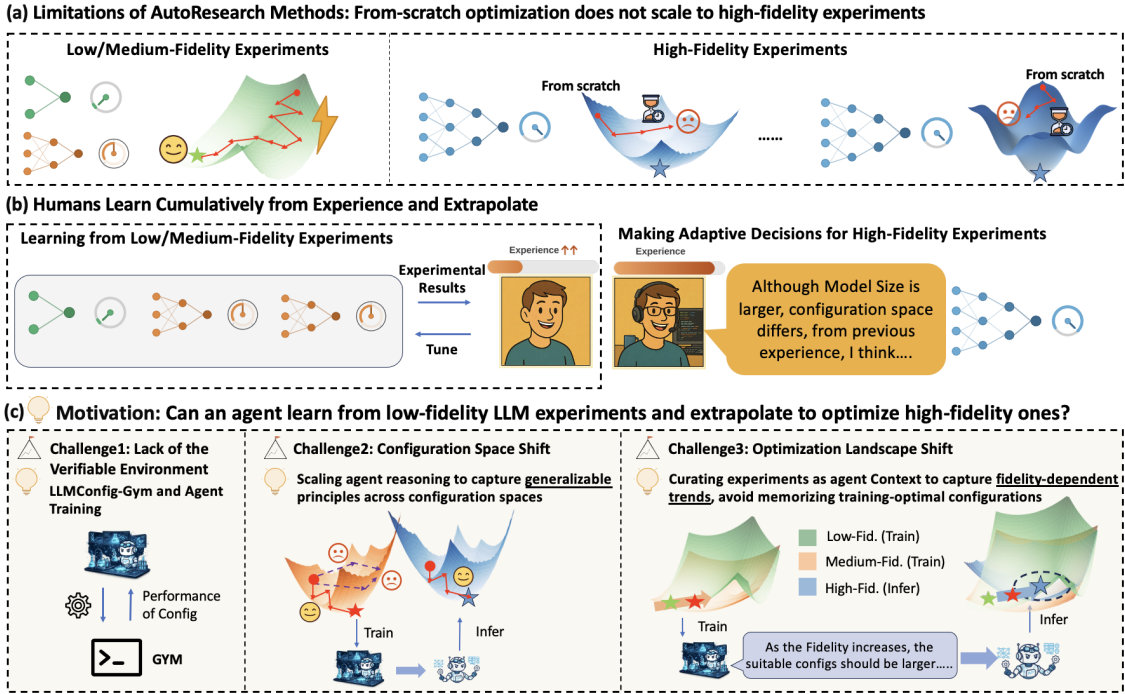 (a) Limitations of AutoResearch Methods: From-scratch optimization does not scale to high-fidelity experiments
Low/Medium-Fidelity Experiments
High-Fidelity Experiments
From scratch
......
From scratch
(b) Humans Learn Cumulatively from Experience and Extrapolate
Learning from Low/Medium-Fidelity Experiments
Experimental
Results
Tune
Experience ↑↑
Making Adaptive Decisions for High-Fidelity Experiments
Experience
Although Model Size is
larger, configuration space
differs, from previous
experience, I think....
(c) Motivation: Can an agent learn from low-fidelity LLM experiments and extrapolate to optimize high-fidelity ones?
Challenge1: Lack of the
Verifiable Environment
LLMConfig-Gym and Agent
Training
Performance
of Config
GYM
Challenge2: Configuration Space Shift
Scaling agent reasoning to capture generalizable
principles across configuration spaces
Train
Infer
Challenge3: Optimization Landscape Shift
Curating experiments as agent Context to capture fidelity-dependent
trends, avoid memorizing training-optimal configurations
Low-Fid. (Train)
Medium-Fid. (Train)
High-Fid. (Infer)
Train
Infer
As the Fidelity increases, the
suitable configs should be larger.....